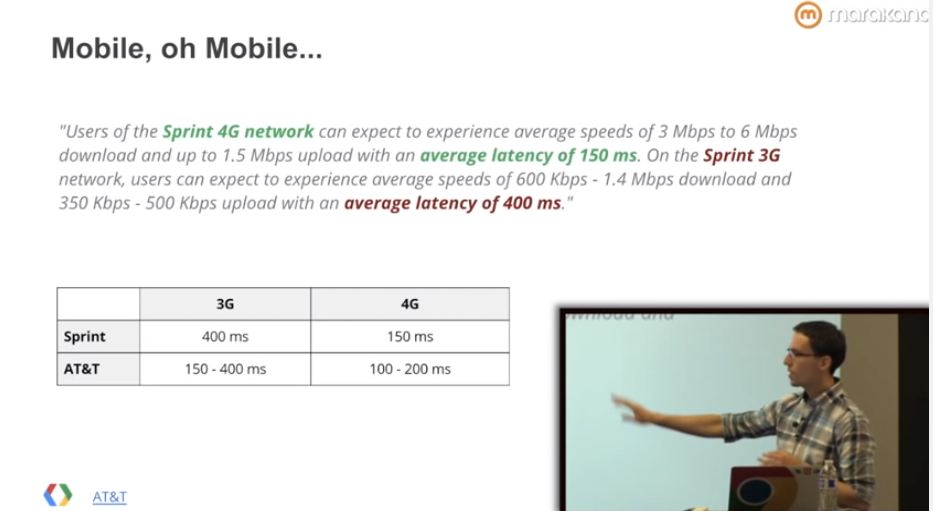 marakana
Mobile, oh Mobile...
"Users of the Sprint 4G network can expect to experience average speeds of 3 Mbps to 6 Mbps
download and up to 1.5 Mbps upload with an average latency of 150 ms. On the Sprint 3G
network, users can expect to experience average speeds of 600 Kbps - 1.4 Mbps download and
350 Kbps - 500 Kbps upload with an average latency of 400 ms."
3G 4G
Sprint 400 ms 150 ms
AT&T 150 - 400 ms 100 - 200 ms
download and
AT&T